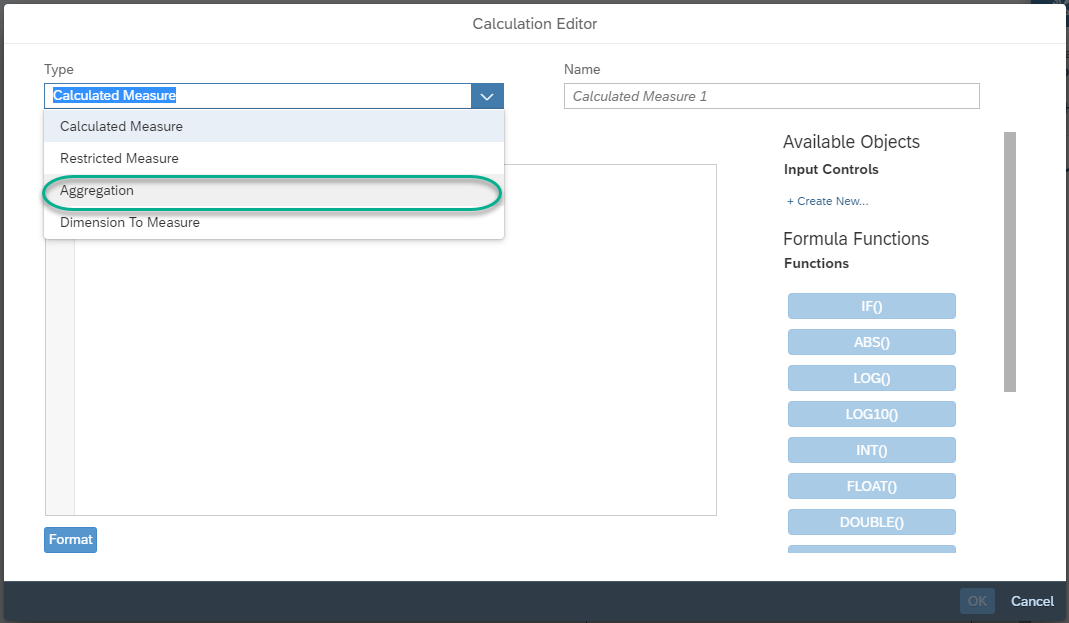 Calculation Editor
Type
Name
Calculated Measure
Calculated Measure 1
Calculated Measure
Restricted Measure
Aggregation
Dimension To Measure
Available Objects
Input Controls
+ Create New...
Formula Functions
Functions
IF()
ABS()
LOG()
LOG10()
INT()
FLOAT()
DOUBLE()
Format
OK
Cancel